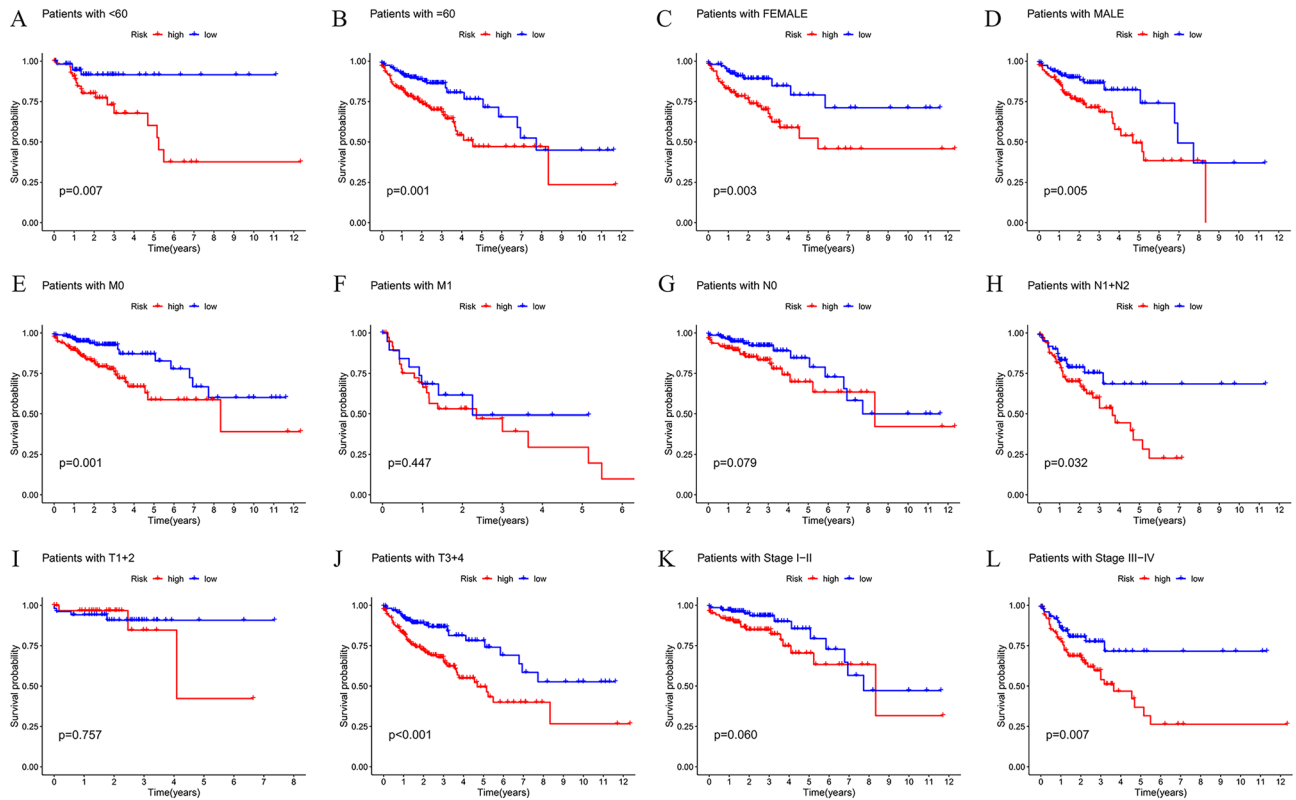 A Patients with <60
Risk high low
Survival probability
1.00
0.75
0.50
0.25
0.00
p=0.007
0 1 2 3 4 5 6 7 8 9 10 11 12
Time(years)
B Patients with =60
Risk high low
Survival probability
1.00
0.75
0.50
0.25
0.00
p=0.001
0 1 2 3 4 5 6 7 8 9 10 11 12
Time(years)
C Patients with FEMALE
Risk high low
Survival probability
1.00
0.75
0.50
0.25
0.00
p=0.003
0 1 2 3 4 5 6 7 8 9 10 11 12
Time(years)
D Patients with MALE
Risk high low
Survival probability
1.00
0.75
0.50
0.25
0.00
p=0.005
0 1 2 3 4 5 6 7 8 9 10 11 12
Time(years)
E Patients with M0
Risk high low
Survival probability
1.00
0.75
0.50
0.25
0.00
p=0.001
0 1 2 3 4 5 6 7 8 9 10 11 12
Time(years)
F Patients with M1
Risk high low
Survival probability
1.00
0.75
0.50
0.25
0.00
p=0.447
0 1 2 3 4 5 6
Time(years)
G Patients with N0
Risk high low
Survival probability
1.00
0.75
0.50
0.25
0.00
p=0.079
0 1 2 3 4 5 6 7 8 9 10 11 12
Time(years)
H Patients with N1+N2
Risk high low
Survival probability
1.00
0.75
0.50
0.25
0.00
p=0.032
0 1 2 3 4 5 6 7 8 9 10 11 12
Time(years)
I Patients with T1+2
Risk high low
Survival probability
1.00
0.75
0.50
0.25
0.00
p=0.757
0 1 2 3 4 5 6 7 8
Time(years)
J Patients with T3+4
Risk high low
Survival probability
1.00
0.75
0.50
0.25
0.00
p<0.001
0 1 2 3 4 5 6 7 8 9 10 11 12
Time(years)
K Patients with Stage I−II
Risk high low
Survival probability
1.00
0.75
0.50
0.25
0.00
p=0.060
0 1 2 3 4 5 6 7 8 9 10 11 12
Time(years)
L Patients with Stage III−IV
Risk high low
Survival probability
1.00
0.75
0.50
0.25
0.00
p=0.007
0 1 2 3 4 5 6 7 8 9 10 11 12
Time(years)